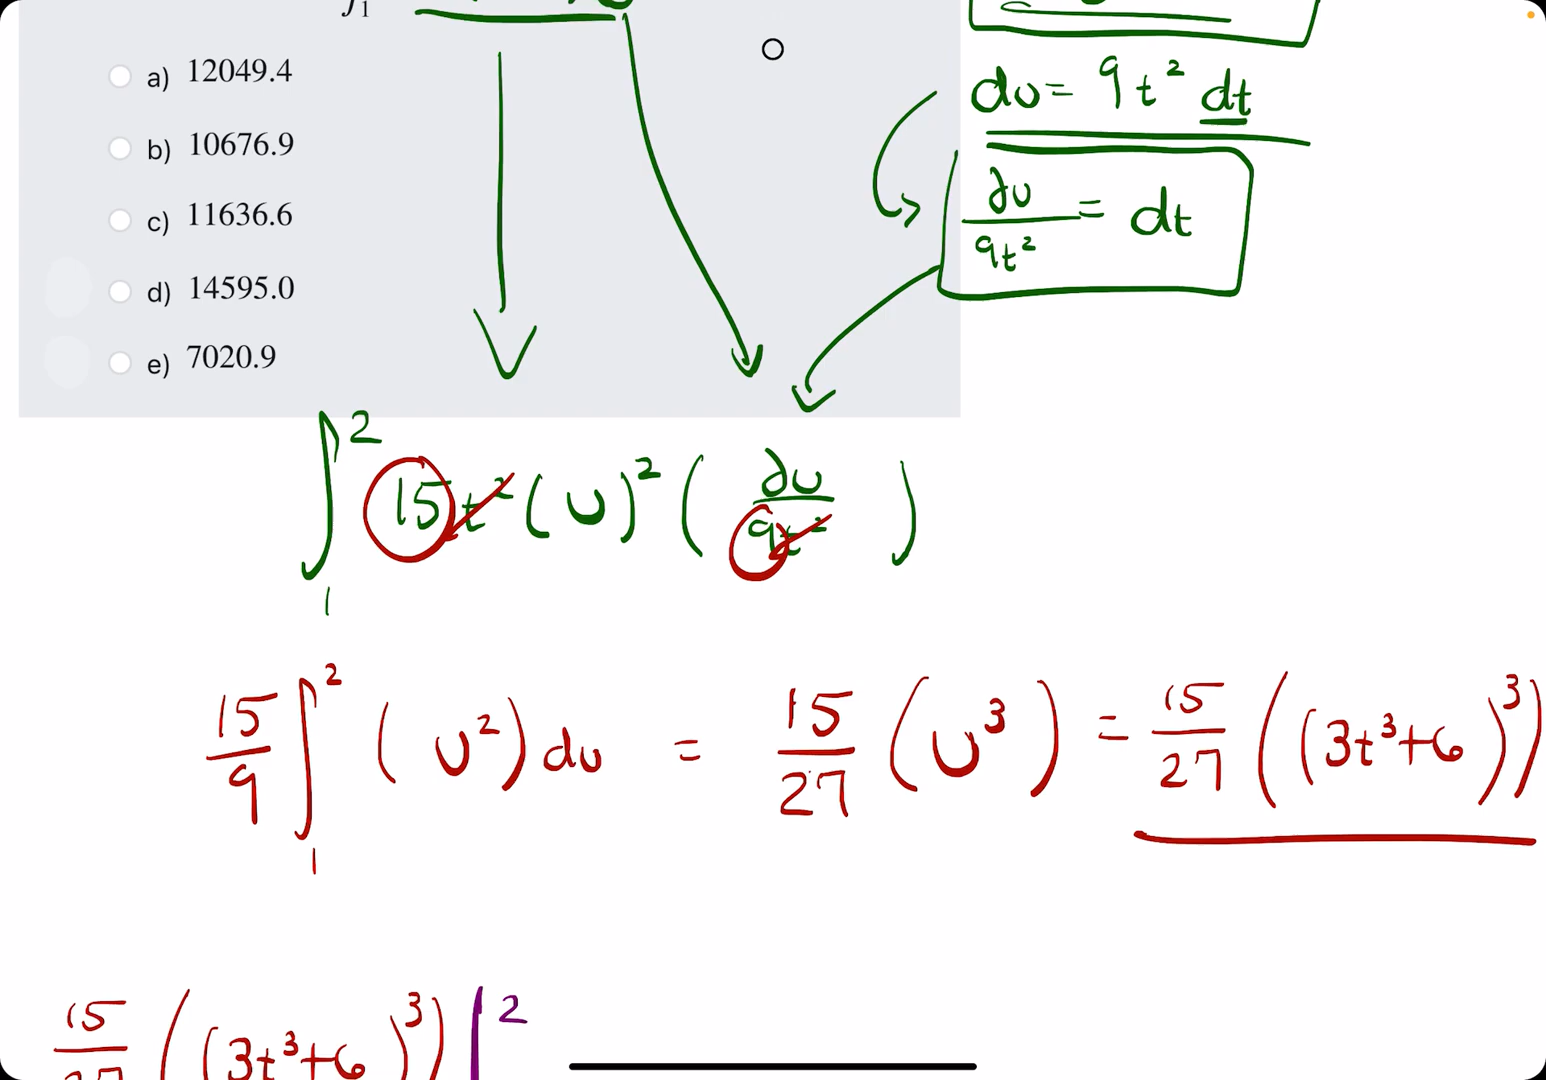 ∫₁
a) 12049.4
b) 10676.9
c) 11636.6
d) 14595.0
e) 7020.9
du = 9t² dt
du/9t² = dt
∫₁² 15t² (u)² (du/9t²)
15/9 ∫₁² (u²) du = 15/27 (u³) = 15/27 ((3t³+6)³)
15/27 ((3t³+6)³) |²